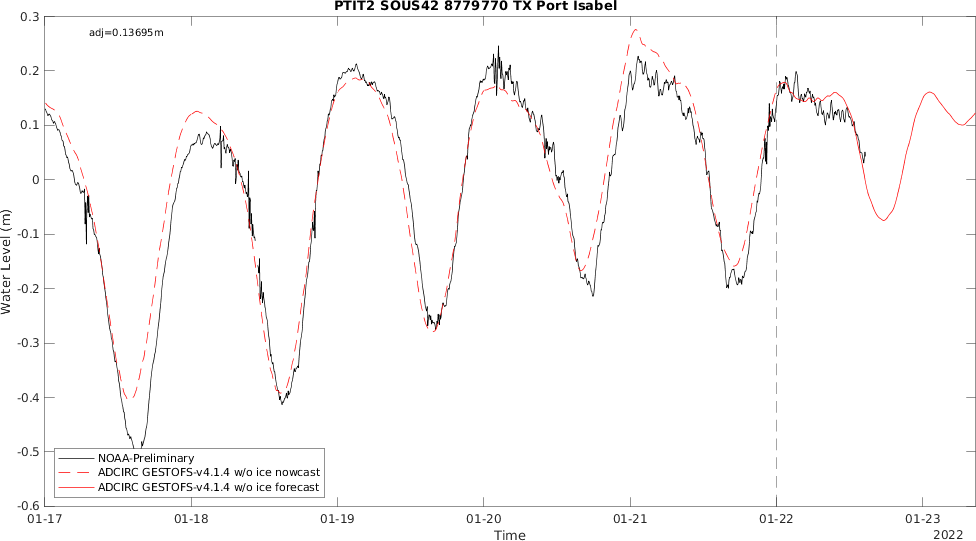 PTIT2 SOUS42 8779770 TX Port Isabel
adj=0.13695m
0.3
0.2
0.1
0
-0.1
-0.2
-0.3
-0.4
-0.5
-0.6
Water Level (m)
NOAA-Preliminary
ADCIRC GESTOFS-v4.1.4 w/o ice nowcast
ADCIRC GESTOFS-v4.1.4 w/o ice forecast
01-17 01-18 01-19 01-20 01-21 01-22 01-23
Time
2022